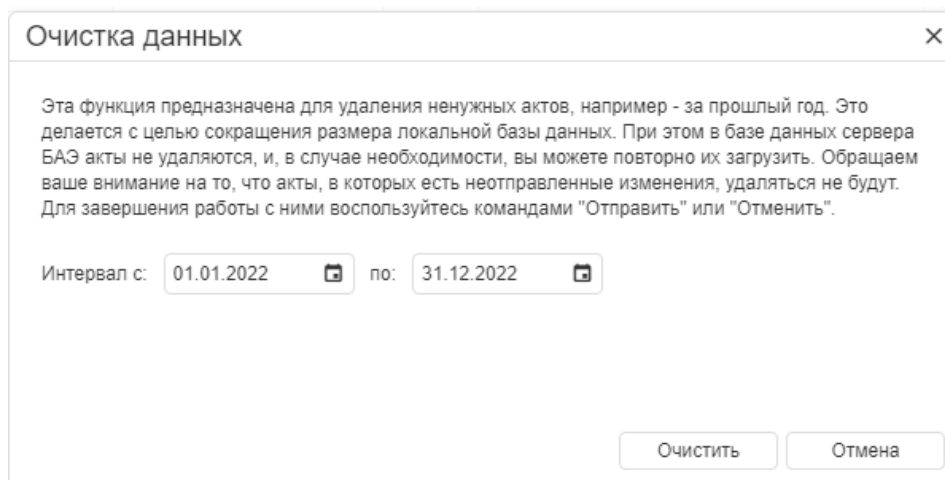 Очистка данных
Эта функция предназначена для удаления ненужных актов, например - за прошлый год. Это
делается с целью сокращения размера локальной базы данных. При этом в базе данных сервера
БАЭ акты не удаляются, и, в случае необходимости, вы можете повторно их загрузить. Обращаем
ваше внимание на то, что акты, в которых есть неотправленные изменения, удаляться не будут.
Для завершения работы с ними воспользуйтесь командами "Отправить" или "Отменить".
Интервал с: 01.01.2022 по: 31.12.2022
Очистить Отмена